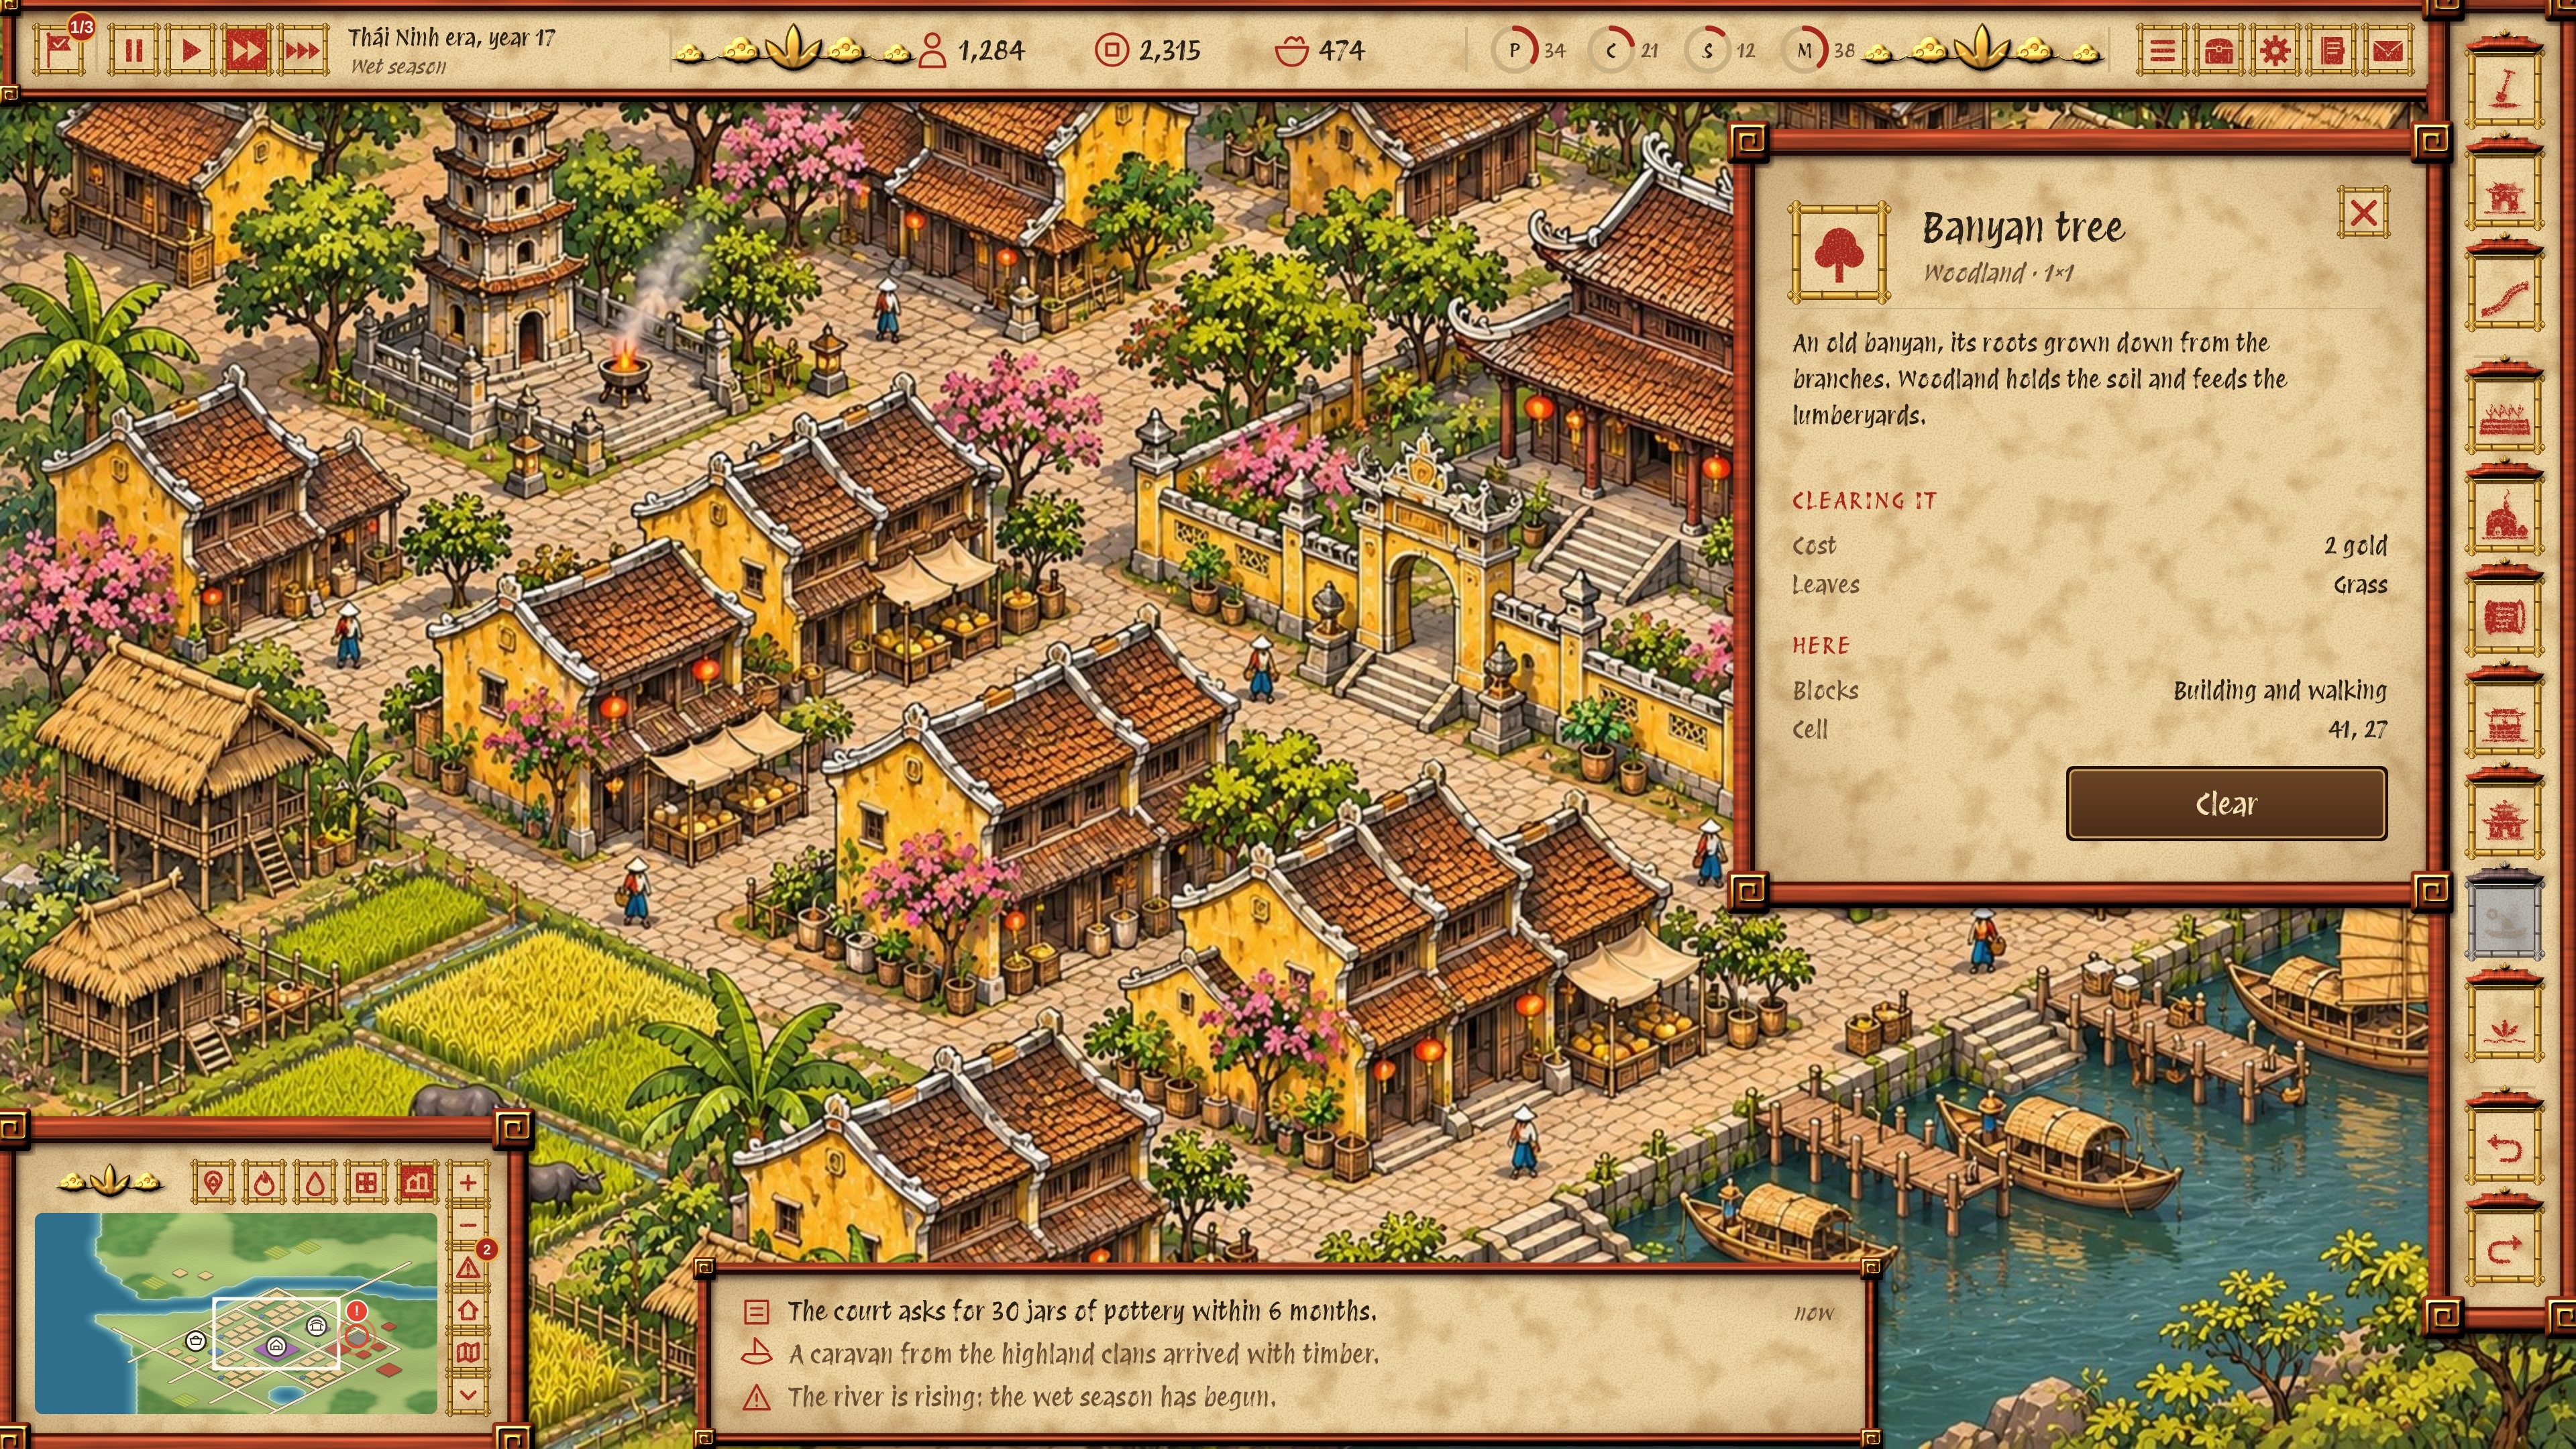 1/3
Thái Ninh era, year 17
Wet season
1,284
2,315
474
P 34
C 21
S 12
M 38
Banyan tree
Woodland · 1×1
An old banyan, its roots grown down from the
branches. Woodland holds the soil and feeds the
lumberyards.
CLEARING IT
Cost 2 gold
Leaves Grass
HERE
Blocks Building and walking
Cell 41, 27
Clear
2
The court asks for 30 jars of pottery within 6 months. now
A caravan from the highland clans arrived with timber.
The river is rising: the wet season has begun.